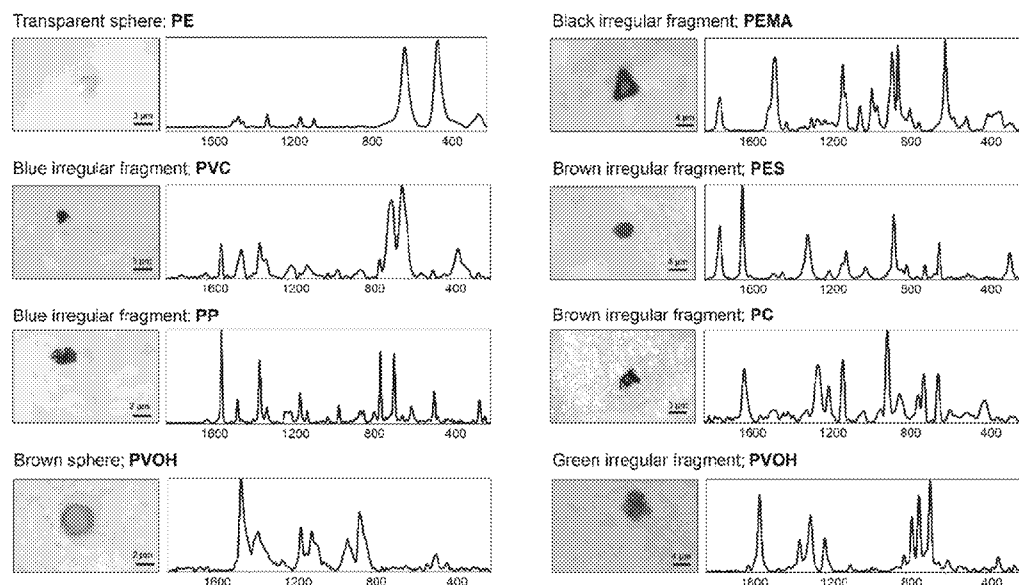 Transparent sphere; PE
3 µm
1600 1200 800 400
Black irregular fragment; PEMA
4 µm
1600 1200 800 400
Blue irregular fragment; PVC
5 µm
1600 1200 800 400
Brown irregular fragment; PES
4 µm
1600 1200 800 400
Blue irregular fragment; PP
2 µm
1600 1200 800 400
Brown irregular fragment; PC
3 µm
1600 1200 800 400
Brown sphere; PVOH
2 µm
1600 1200 800 400
Green irregular fragment; PVOH
4 µm
1600 1200 800 400